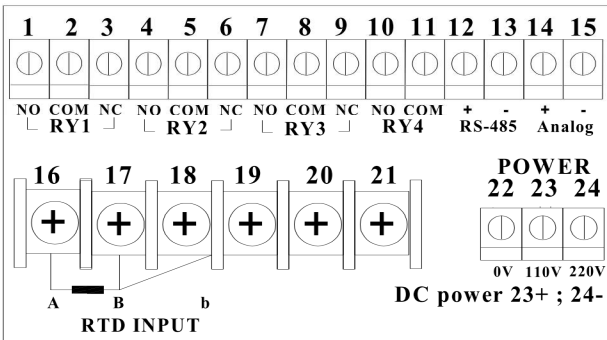 1 2 3 4 5 6 7 8 9 10 11 12 13 14 15
NO COM NC NO COM NC NO COM NC NO COM + - + -
RY1 RY2 RY3 RY4 RS-485 Analog
POWER
16 17 18 19 20 21 22 23 24
0V 110V 220V
A B b
DC power 23+ ; 24-
RTD INPUT